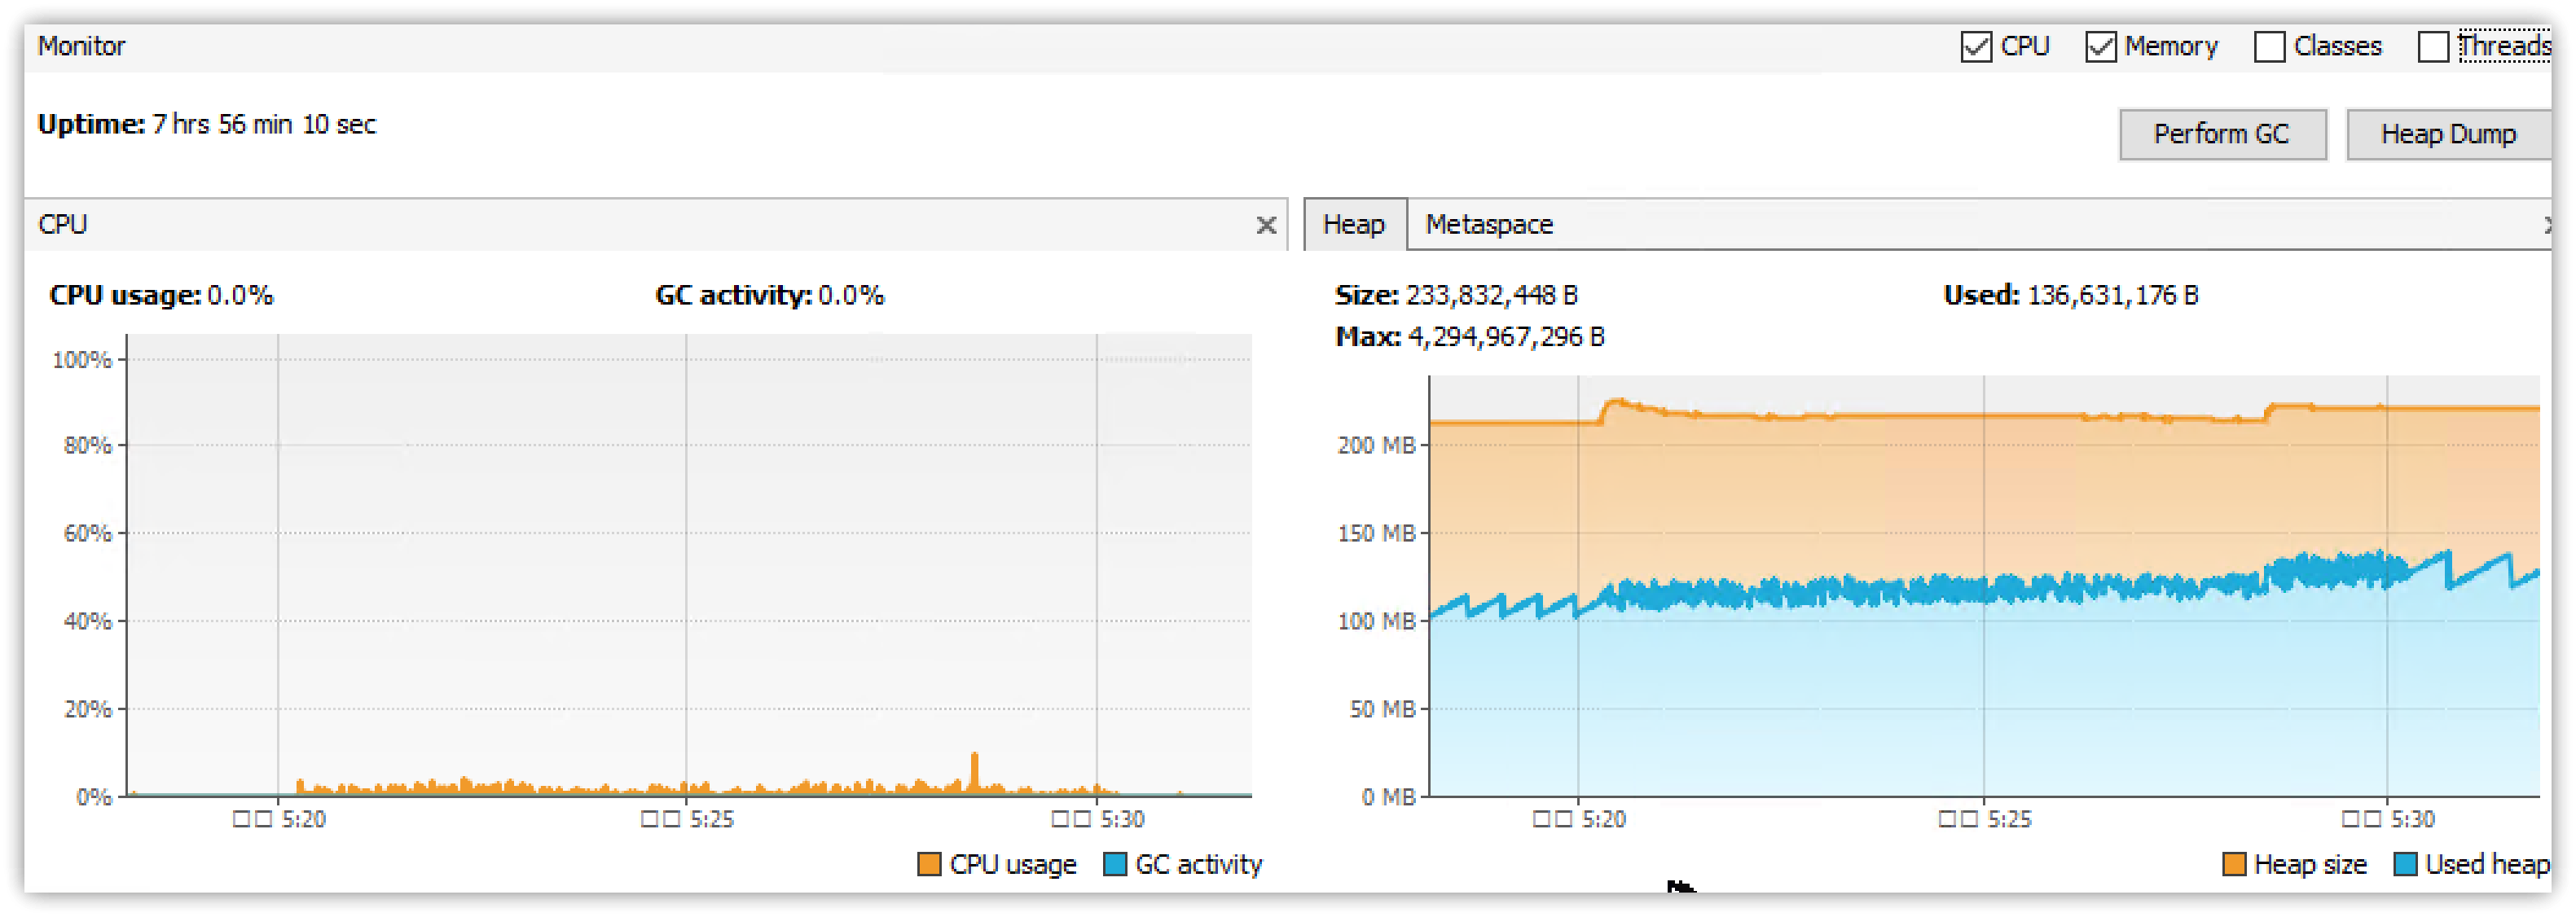 Monitor
CPU Memory Classes Threads
Uptime: 7 hrs 56 min 10 sec
Perform GC Heap Dump
CPU
Heap Metaspace
CPU usage: 0.0% GC activity: 0.0%
Size: 233,832,448 B Used: 136,631,176 B
Max: 4,294,967,296 B
100%
80%
60%
40%
20%
0%
5:20 5:25 5:30
CPU usage GC activity
200 MB
150 MB
100 MB
50 MB
0 MB
5:20 5:25 5:30
Heap size Used heap